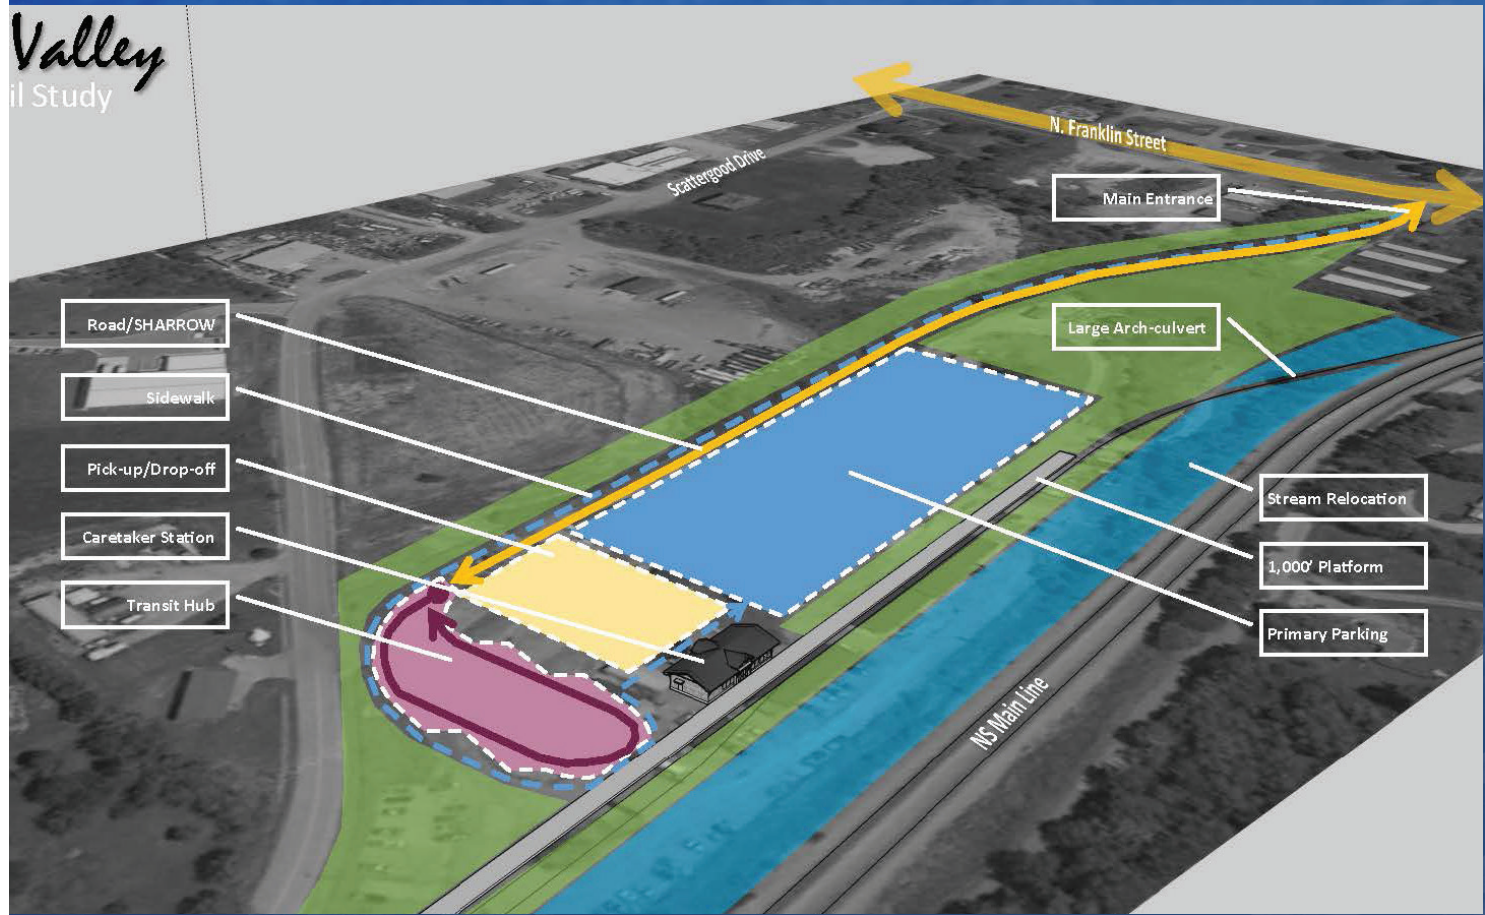 Valley
il Study
N. Franklin Street
Scattergood Drive
Main Entrance
Road/SHARROW
Large Arch-culvert
Sidewalk
Pick-up/Drop-off
Stream Relocation
Caretaker Station
1,000' Platform
Transit Hub
Primary Parking
NS Main Line